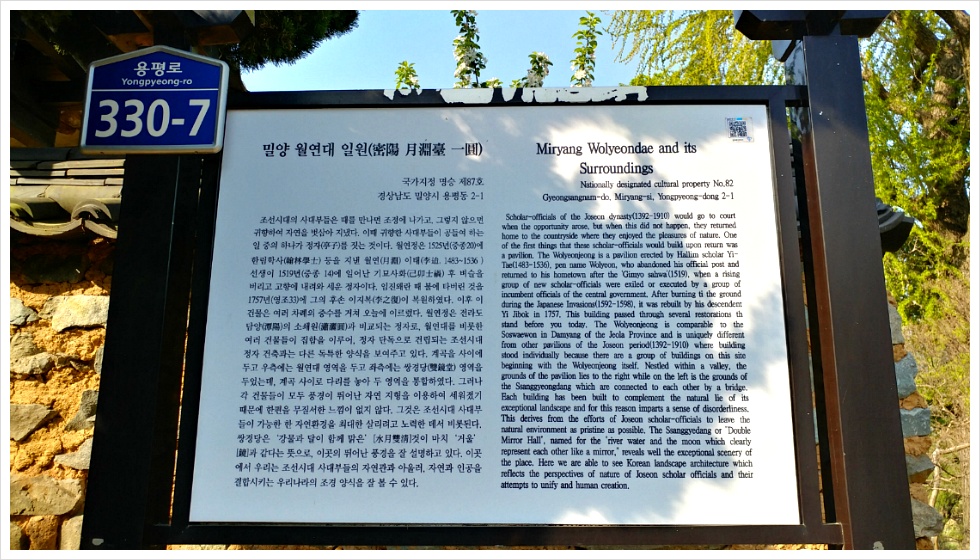 용평로
Yongpyeong-ro
330-7
밀양 월연대 일원(密陽 月淵臺 一圓)
국가지정 명승 제87호
경상남도 밀양시 용평동 2-1
조선시대의 사대부들은 때를 만나면 조정에 나가고, 그렇지 않으면
귀향하여 자연을 벗삼아 지냈다. 이때 귀향한 사대부들이 공들여 하는
일 중의 하나가 정자(亭子)를 짓는 것이다. 월연정은 1525년(중종20)에
한림학사(翰林學士) 등을 지낸 월연(月淵) 이태(李迨, 1483-1536)
선생이 1519년(중종 14)에 일어난 기묘사화(己卯士禍) 후 벼슬을
버리고 고향에 내려와 세운 정자이다. 임진왜란 때 불에 타버린 것을
1757년(영조33)에 그의 후손 이지복(李之復)이 복원하였다. 이후 이
건물은 여러 차례의 중수를 거쳐 오늘에 이르렀다. 월연정은 전라도
담양(潭陽)의 소쇄원(瀟灑園)과 비교되는 정자로, 월연대를 비롯한
여러 건물들이 집합을 이루어, 정자 단독으로 건립되는 조선시대
정자 건축과는 다른 독특한 양식을 보여주고 있다. 계곡을 사이에
두고 우측에는 월연대 영역을 두고 좌측에는 쌍경당(雙鏡堂) 영역을
두었는데, 계곡 사이로 다리를 놓아 두 영역을 통합하였다. 그러나
각 건물들이 모두 풍경이 뛰어난 자연 지형을 이용하여 세워졌기
때문에 한편은 무질서한 느낌이 없지 않다. 그것은 조선시대 사대부
들이 가능한 한 자연환경을 최대한 살리려고 노력한 데서 비롯된다.
쌍경당은 '강물과 달이 함께 맑은' [水月雙清]것이 마치 '거울'
[鏡]과 같다는 뜻으로, 이곳의 뛰어난 풍경을 잘 설명하고 있다. 이곳
에서 우리는 조선시대 사대부들의 자연관과 아울러, 자연과 인공을
결합시키는 우리나라의 조경 양식을 잘 볼 수 있다.
Miryang Wolyeondae and its
Surroundings
Nationally designated cultural property No,82
Gyeongsangnam-do, Miryang-si, Yongpyeong-dong 2-1
Scholar-officials of the Joseon dynasty(1392-1910) would go to court
when the opportunity arose, but when this did not happen, they returned
home to the countryside where they enjoyed the pleasures of nature. One
of the first things that these scholar-officials would build upon return was
a pavilion. The Wolyeonjeong is a pavilion erected by Hallim scholar Yi-
Tae(1483-1536), pen name Wolyeon, who abandoned his official post and
returned to his hometown after the 'Gimyo sahwa'(1519), when a rising
group of new scholar-officials were exiled or executed by a group of
incumbent officials of the central government. After burning ti the ground
during the Japanese Invasions(1592-1598), it was rebuilt by his descendent
Yi Jibok in 1757. This building passed through several restorations th
stand before you today. The Wolyeonjeong is comparable to the
Soswaewon in Damyang of the Jeola Province and is uniquely different
from other pavilions of the Joseon period(1392-1910) where building
stood individually because there are a group of buildings on this site
beginning with the Wolyeonjeong itself. Nestled within a valley, the
grounds of the pavilion lies to the right while on the left is the grounds of
the Ssanggyeongdang which are connected to each other by a bridge.
Each building has been built to complement the natural lie of its
exceptional landscape and for this reason imparts a sense of disorderliness.
This derives from the efforts of Joseon scholar-officials to leave the
natural environment as pristine as possible. The Ssanggyedang or "Double
Mirror Hall", named for the 'river water and the moon which clearly
represent each other like a mirror," reveals well the exceptional scenery of
the place. Here we are able to see Korean landscape architecture which
reflects the perspectives of nature of Joseon scholar officials and their
attempts to unify and human creation.